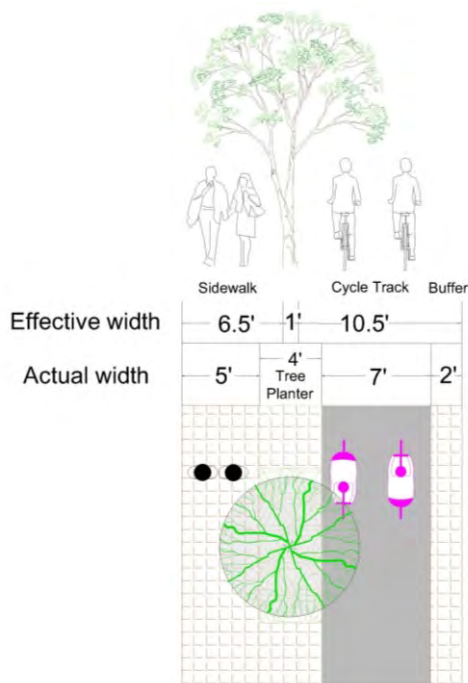 Sidewalk Cycle Track Buffer
Effective width 6.5' 1' 10.5'
Actual width 5' 4' Tree Planter 7' 2'